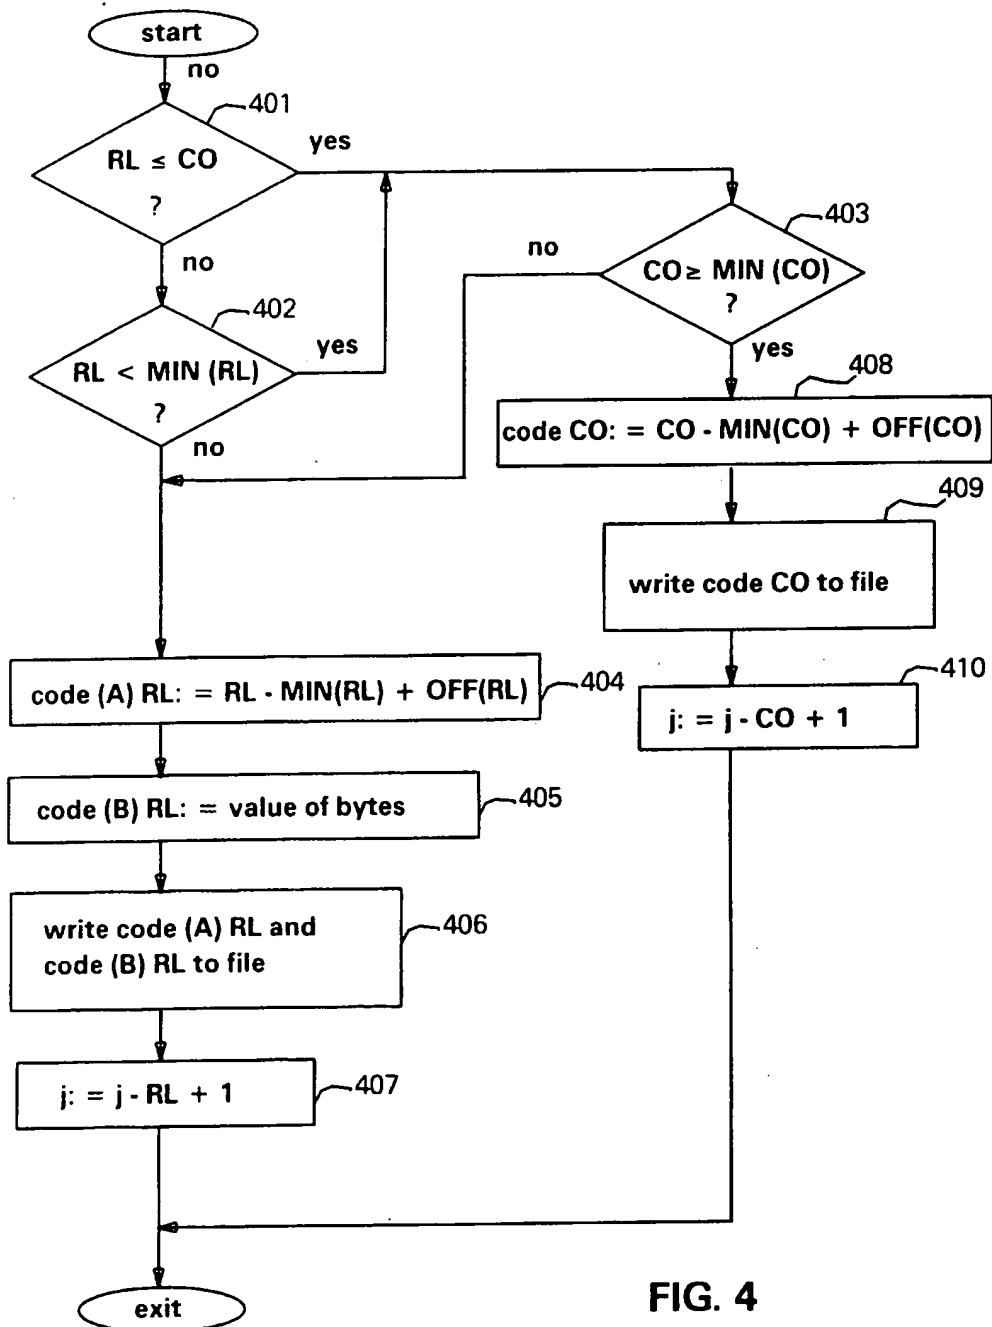 start
no
401
RL ≤ CO
?
yes
no
402
RL < MIN (RL)
?
yes
no
403
CO ≥ MIN (CO)
?
no
yes
408
code CO: = CO - MIN(CO) + OFF(CO)
409
write code CO to file
410
j: = j - CO + 1
code (A) RL: = RL - MIN(RL) + OFF(RL)
404
code (B) RL: = value of bytes
405
write code (A) RL and
code (B) RL to file
406
j: = j - RL + 1
407
exit
FIG. 4